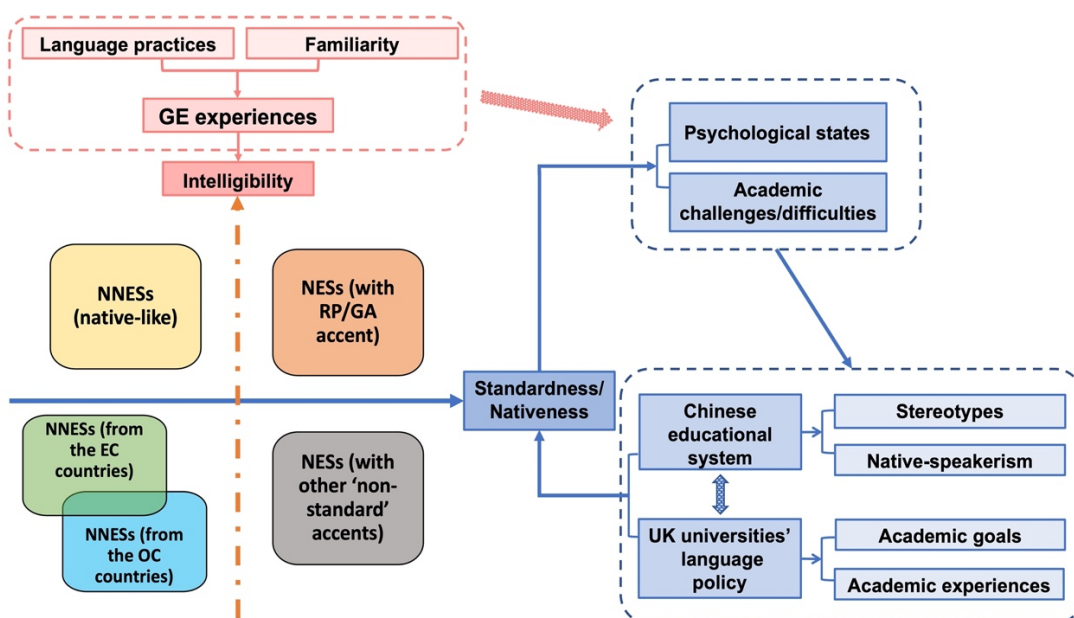 Language practices
Familiarity
GE experiences
Intelligibility
Psychological states
Academic
challenges/difficulties
NNESs
(native-like)
NESs (with
RP/GA
accent)
Standardness/
Nativeness
NNESs (from
the EC
countries)
NNESs (from
the OC
countries)
NESs (with
other ‘non-
standard’
accents)
Chinese
educational
system
Stereotypes
Native-speakerism
UK universities’
language
policy
Academic goals
Academic experiences